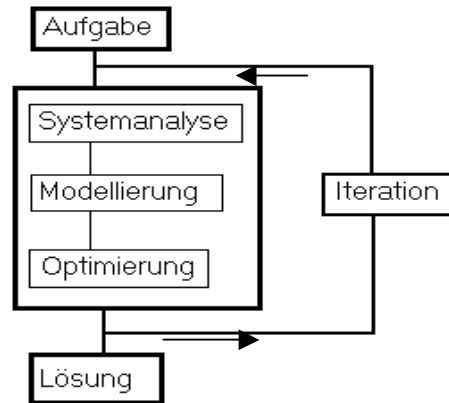 Aufgabe
Systemanalyse
Modellierung
Iteration
Optimierung
Lösung